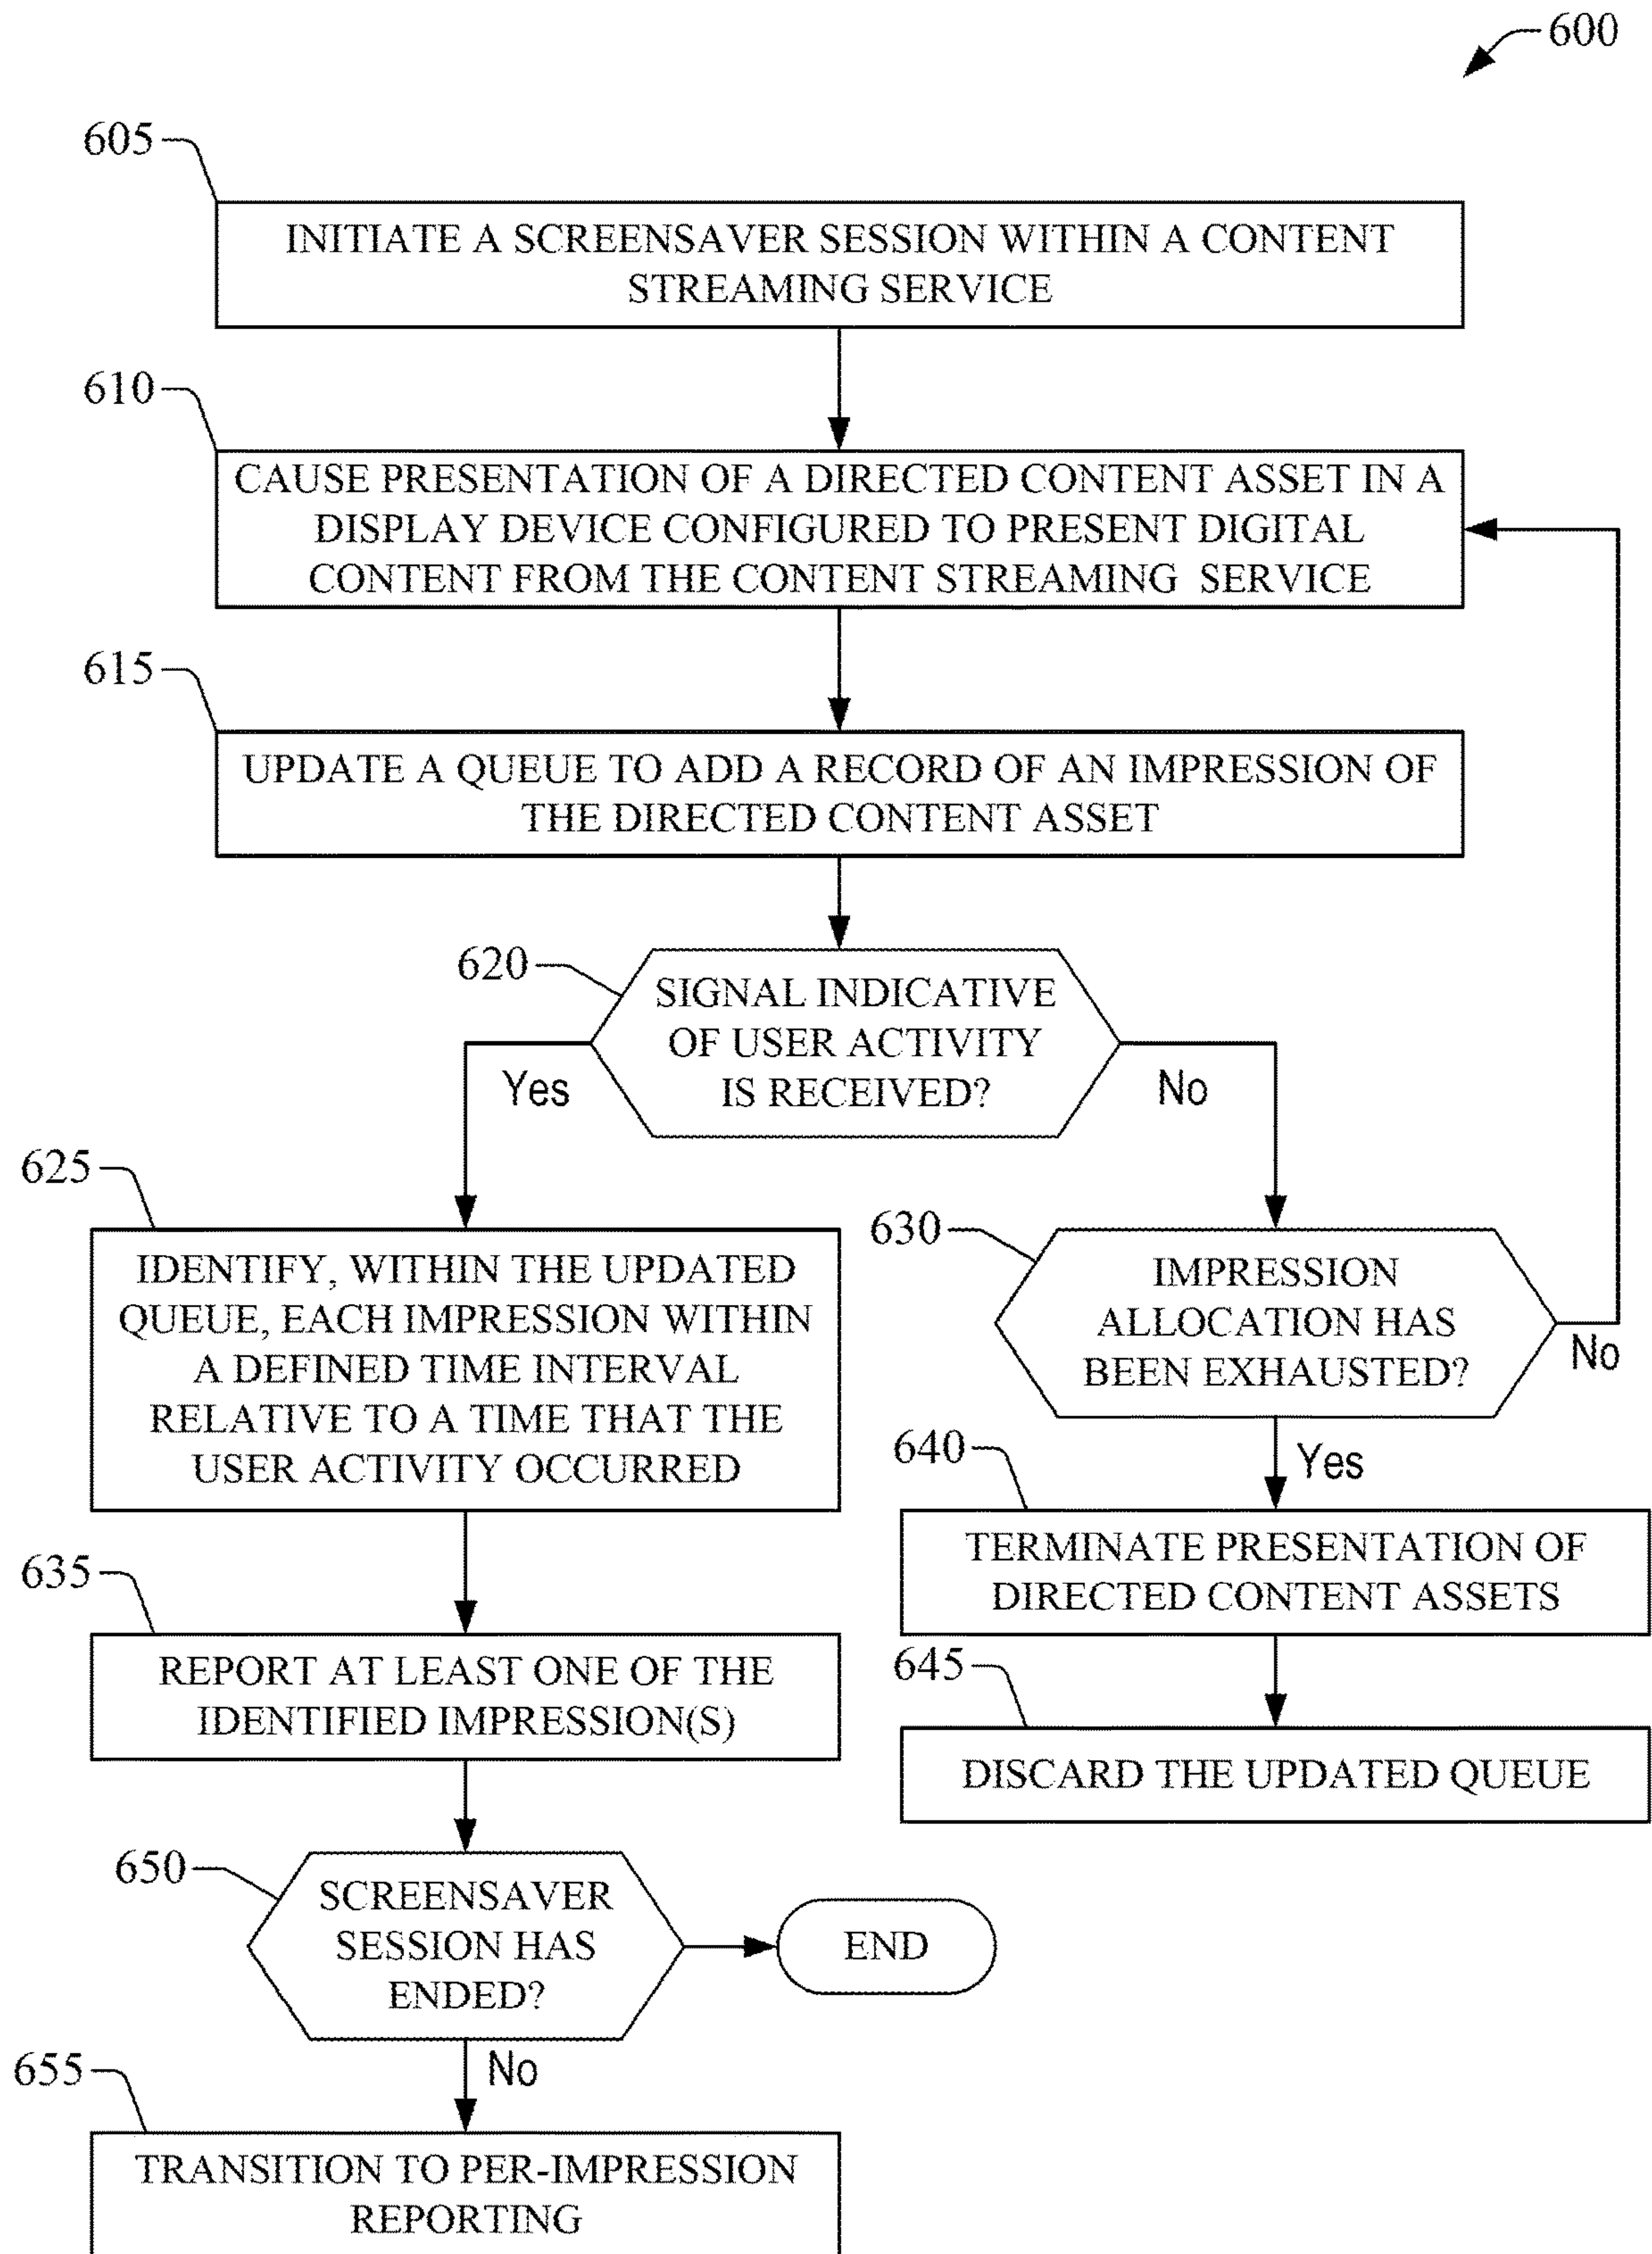 600
605
INITIATE A SCREENSAVER SESSION WITHIN A CONTENT
STREAMING SERVICE
610
CAUSE PRESENTATION OF A DIRECTED CONTENT ASSET IN A
DISPLAY DEVICE CONFIGURED TO PRESENT DIGITAL
CONTENT FROM THE CONTENT STREAMING SERVICE
615
UPDATE A QUEUE TO ADD A RECORD OF AN IMPRESSION OF
THE DIRECTED CONTENT ASSET
620
SIGNAL INDICATIVE
OF USER ACTIVITY
IS RECEIVED?
Yes
No
625
IDENTIFY, WITHIN THE UPDATED
QUEUE, EACH IMPRESSION WITHIN
A DEFINED TIME INTERVAL
RELATIVE TO A TIME THAT THE
USER ACTIVITY OCCURRED
630
IMPRESSION
ALLOCATION HAS
BEEN EXHAUSTED?
No
Yes
635
REPORT AT LEAST ONE OF THE
IDENTIFIED IMPRESSION(S)
640
TERMINATE PRESENTATION OF
DIRECTED CONTENT ASSETS
645
DISCARD THE UPDATED QUEUE
650
SCREENSAVER
SESSION HAS
ENDED?
END
No
655
TRANSITION TO PER-IMPRESSION
REPORTING